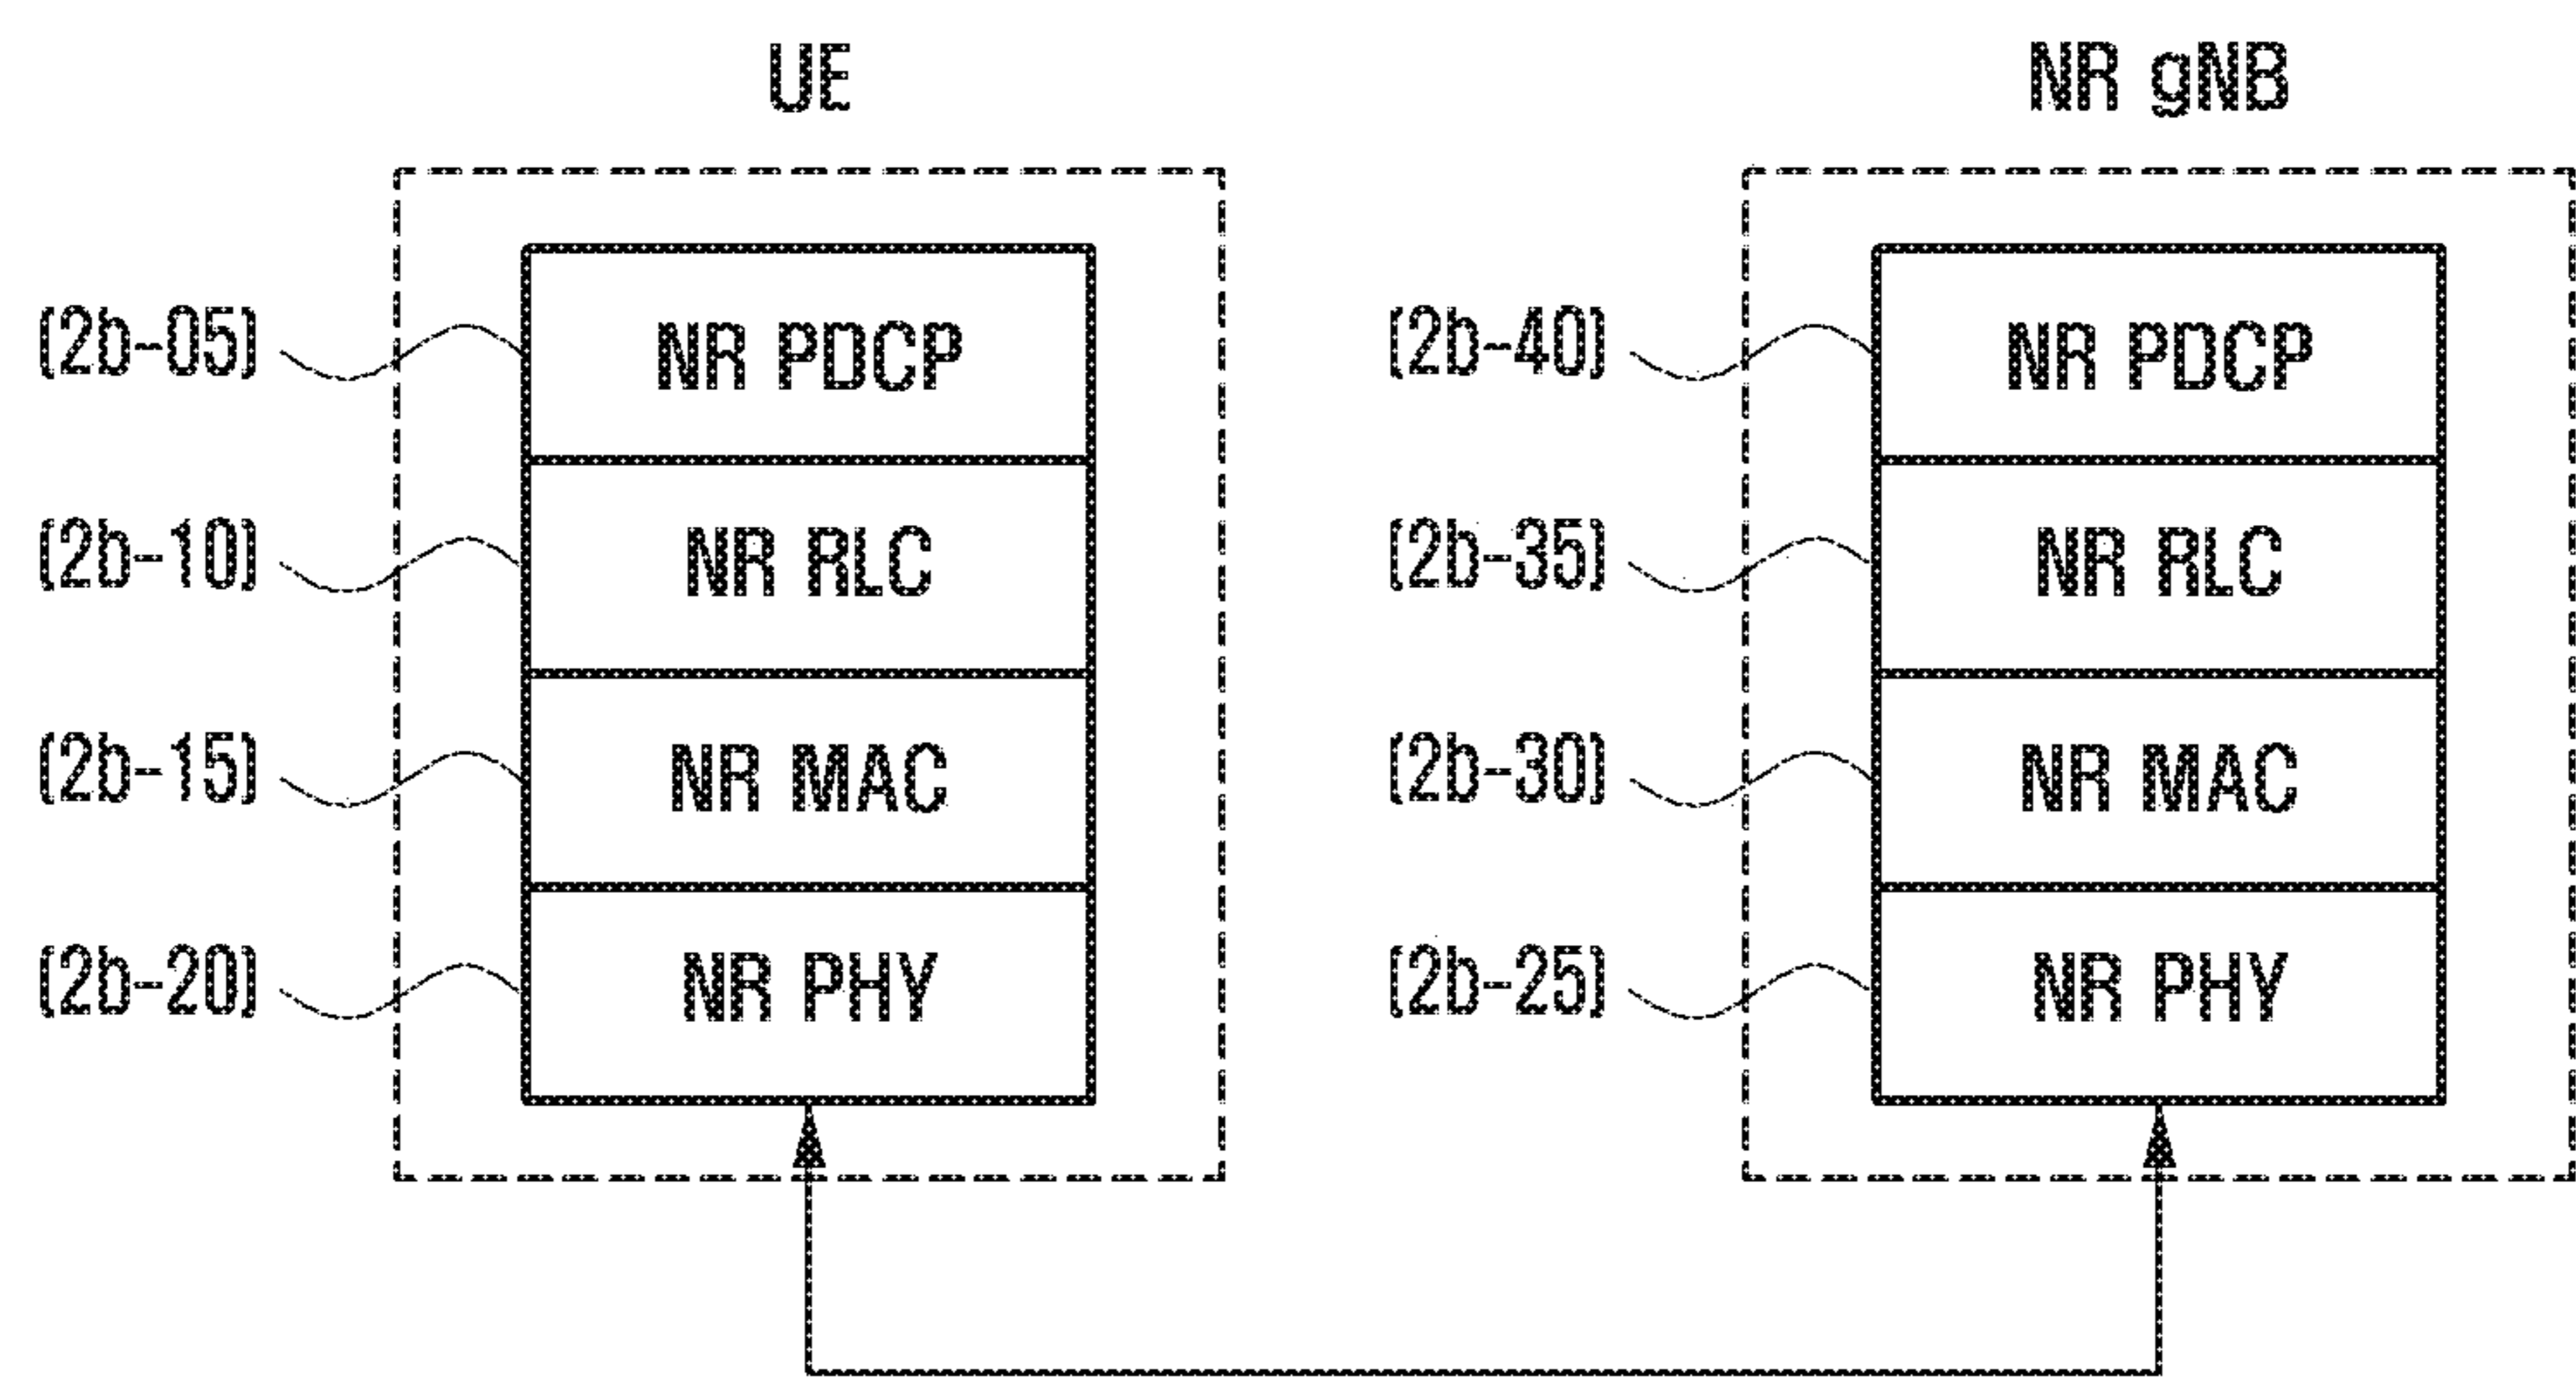 UE NR gNB
(2b-05) NR PDCP (2b-40) NR PDCP
(2b-10) NR RLC (2b-35) NR RLC
(2b-15) NR MAC (2b-30) NR MAC
(2b-20) NR PHY (2b-25) NR PHY